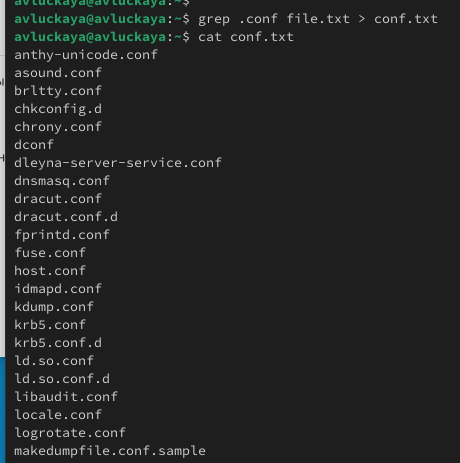 avluckaya@avluckaya:~$
avluckaya@avluckaya:~$ grep .conf file.txt > conf.txt
avluckaya@avluckaya:~$ cat conf.txt
anthy-unicode.conf
asound.conf
brltty.conf
chkconfig.d
chrony.conf
dconf
dleyna-server-service.conf
dnsmasq.conf
dracut.conf
dracut.conf.d
fprintd.conf
fuse.conf
host.conf
idmapd.conf
kdump.conf
krb5.conf
krb5.conf.d
ld.so.conf
ld.so.conf.d
libaudit.conf
locale.conf
logrotate.conf
makedumpfile.conf.sample